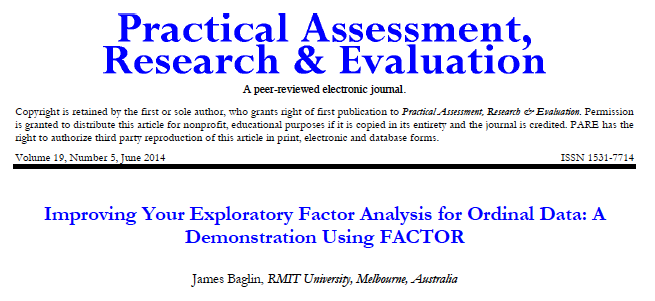 Practical Assessment,
Research & Evaluation
A peer-reviewed electronic journal.
Copyright is retained by the first or sole author, who grants right of first publication to Practical Assessment, Research & Evaluation. Permission
is granted to distribute this article for nonprofit, educational purposes if it is copied in its entirety and the journal is credited. PARE has the
right to authorize third party reproduction of this article in print, electronic and database forms.
Volume 19, Number 5, June 2014 ISSN 1531-7714
Improving Your Exploratory Factor Analysis for Ordinal Data: A
Demonstration Using FACTOR
James Baglin, RMIT University, Melbourne, Australia